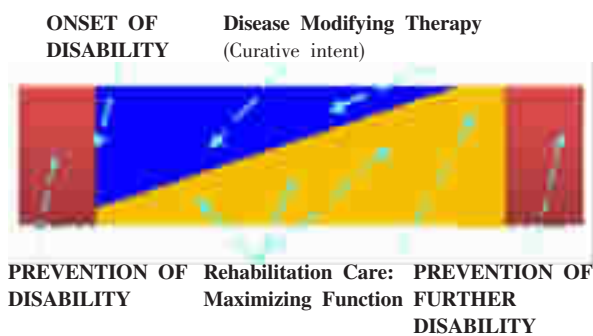 ONSET OF DISABILITY
Disease Modifying Therapy
(Curative intent)
PREVENTION OF DISABILITY
Rehabilitation Care:
Maximizing Function
PREVENTION OF FURTHER DISABILITY